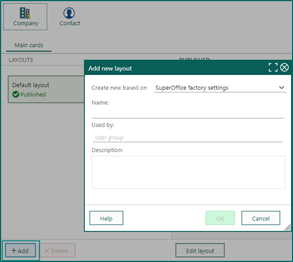 Company
Contact
Main cards
LAYOUTS
PUBLISHED
Default layout
Published
Add new layout
Create new based on
SuperOffice factory settings
Name:
Used by:
User group
Description:
Help
OK
Cancel
+ Add
× Delete
Edit layout